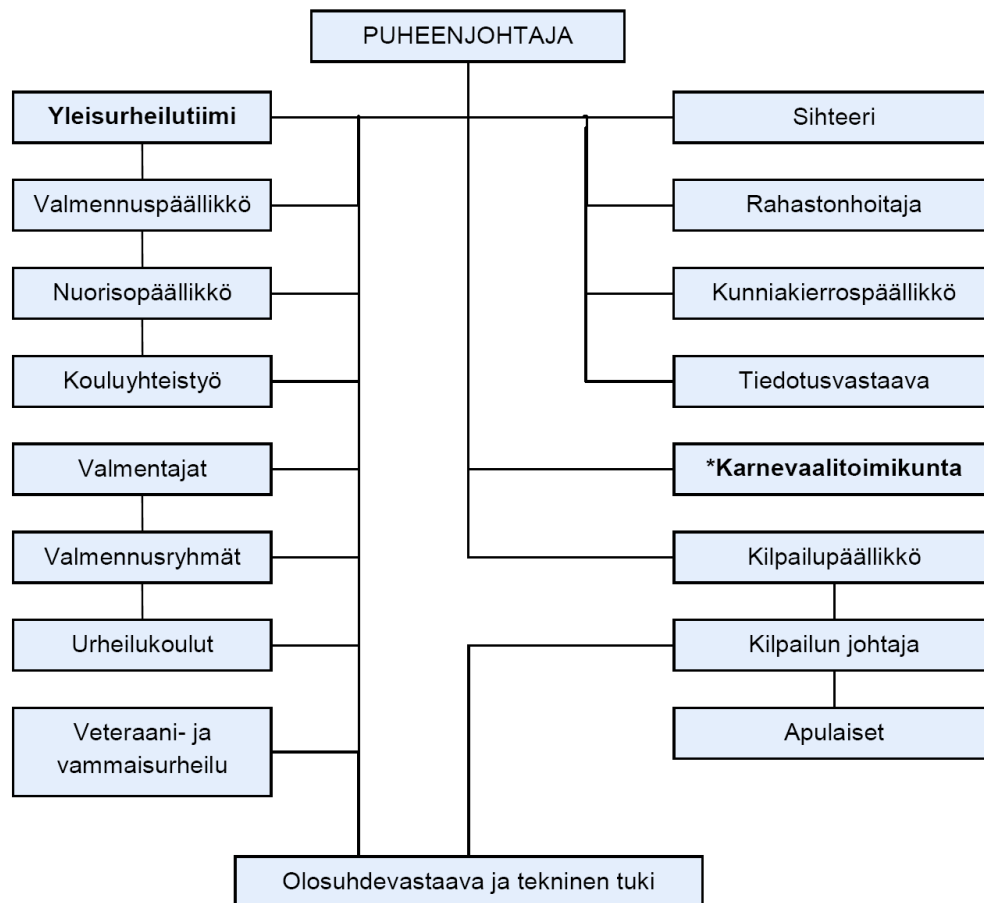 PUHEENJOHTAJA
Yleisurheilutiimi
Valmennuspäällikkö
Nuorisopäällikkö
Kouluyhteistyö
Valmentajat
Valmennusryhmät
Urheilukoulut
Veteraani- ja
vammaisurheilu
Sihteeri
Rahastonhoitaja
Kunniakierrospäällikkö
Tiedotusvastaava
*Karnevaalitoimikunta
Kilpailupäällikkö
Kilpailun johtaja
Apulaiset
Olosuhdevastaava ja tekninen tuki